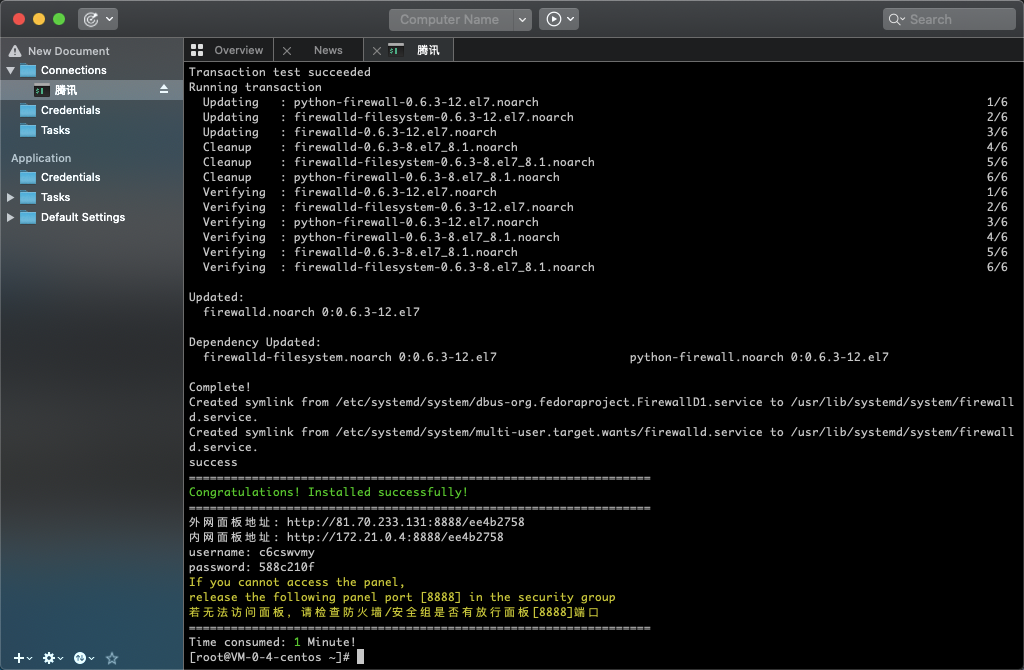 Computer Name
Search
New Document
Connections
腾讯
Credentials
Tasks
Application
Credentials
Tasks
Default Settings
Overview
News
腾讯
Transaction test succeeded
Running transaction
Updating : python-firewall-0.6.3-12.el7.noarch 1/6
Updating : firewalld-filesystem-0.6.3-12.el7.noarch 2/6
Updating : firewalld-0.6.3-12.el7.noarch 3/6
Cleanup : firewalld-0.6.3-8.el7_8.1.noarch 4/6
Cleanup : firewalld-filesystem-0.6.3-8.el7_8.1.noarch 5/6
Cleanup : python-firewall-0.6.3-8.el7_8.1.noarch 6/6
Verifying : firewalld-0.6.3-12.el7.noarch 1/6
Verifying : firewalld-filesystem-0.6.3-12.el7.noarch 2/6
Verifying : python-firewall-0.6.3-12.el7.noarch 3/6
Verifying : python-firewall-0.6.3-8.el7_8.1.noarch 4/6
Verifying : firewalld-0.6.3-8.el7_8.1.noarch 5/6
Verifying : firewalld-filesystem-0.6.3-8.el7_8.1.noarch 6/6
Updated:
firewalld.noarch 0:0.6.3-12.el7
Dependency Updated:
firewalld-filesystem.noarch 0:0.6.3-12.el7 python-firewall.noarch 0:0.6.3-12.el7
Complete!
Created symlink from /etc/systemd/system/dbus-org.fedoraproject.FirewallD1.service to /usr/lib/systemd/system/firewall
d.service.
Created symlink from /etc/systemd/system/multi-user.target.wants/firewalld.service to /usr/lib/systemd/system/firewall
d.service.
success
==================================================================
Congratulations! Installed successfully!
==================================================================
外网面板地址: http://81.70.233.131:8888/ee4b2758
内网面板地址: http://172.21.0.4:8888/ee4b2758
username: c6cswvmy
password: 588c210f
If you cannot access the panel,
release the following panel port [8888] in the security group
若无法访问面板，请检查防火墙/安全组是否有放行面板[8888]端口
==================================================================
Time consumed: 1 Minute!
[root@VM-0-4-centos ~]#